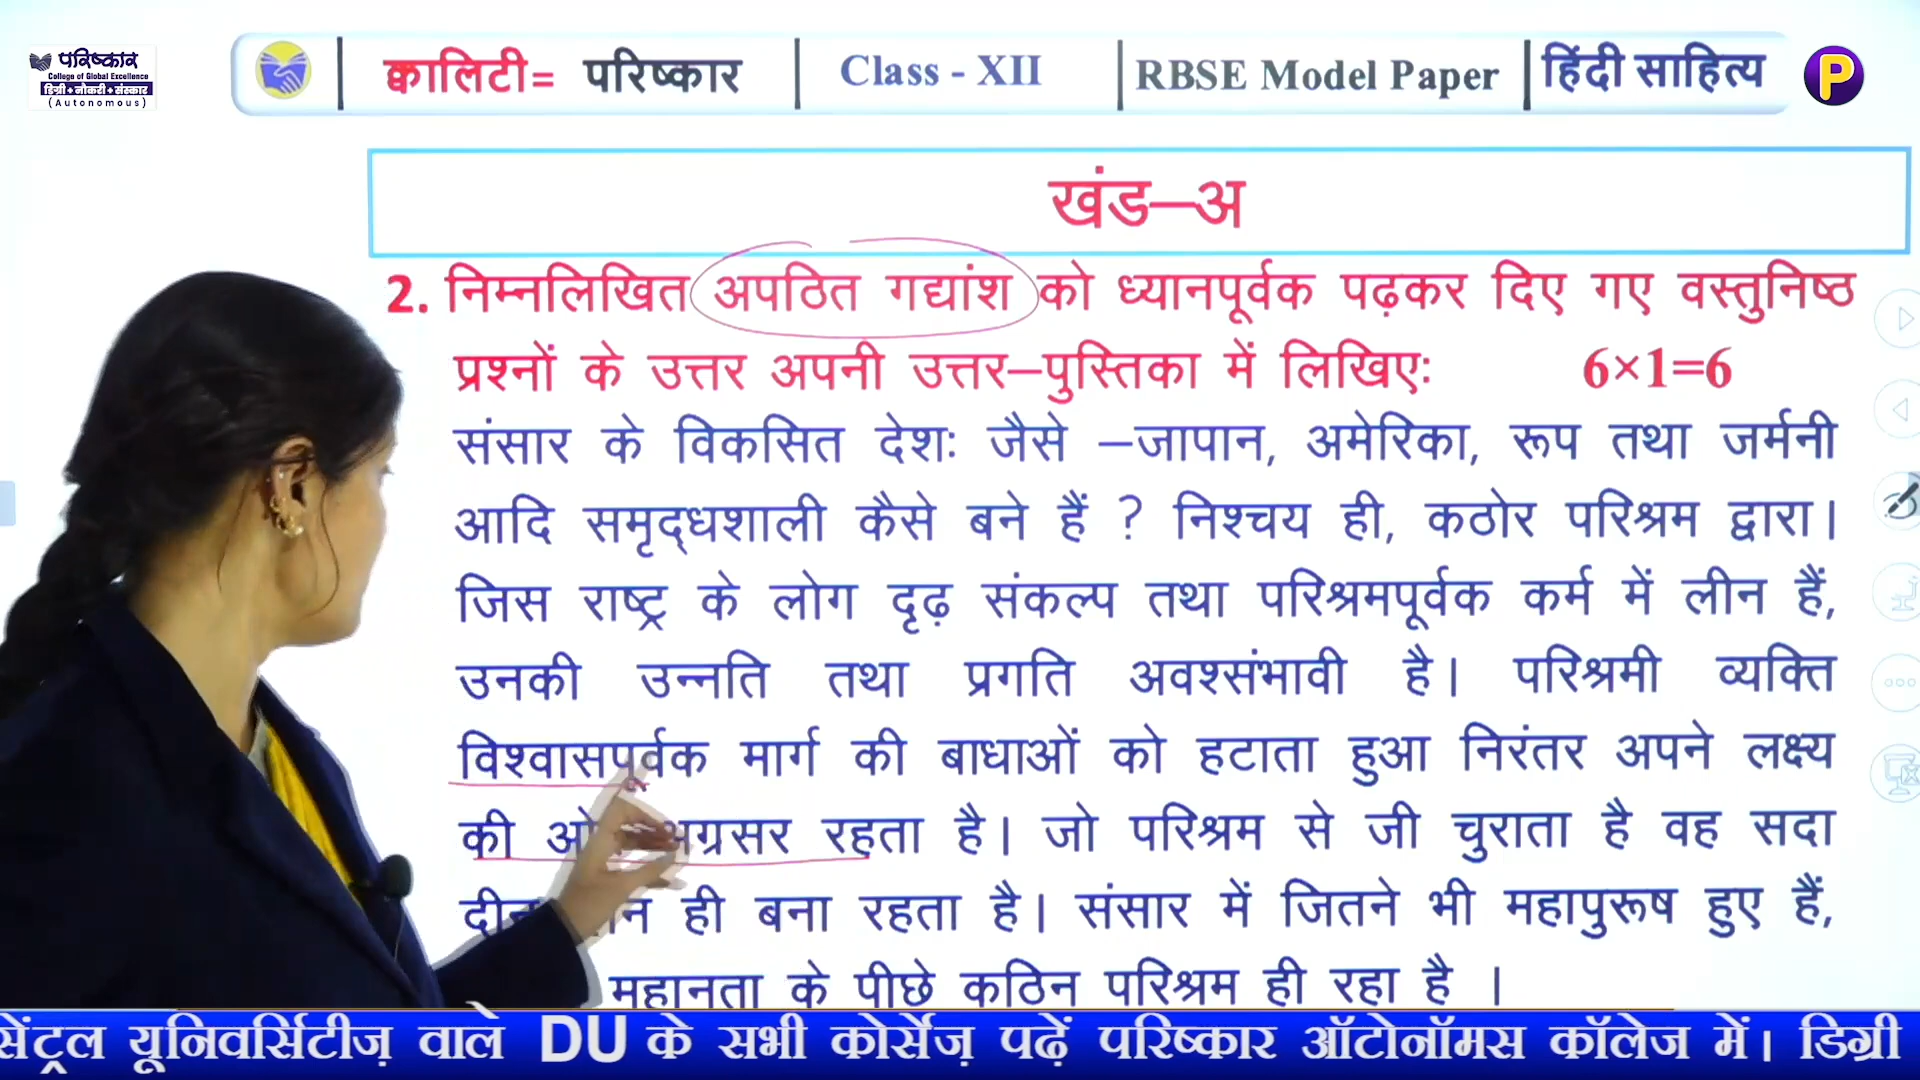 परिष्कार
College of Global Excellence
डिग्री + नौकरी + संस्कार
(Autonomous)
क्वालिटी= परिष्कार
Class - XII
RBSE Model Paper
हिंदी साहित्य
P
खंड–अ
2. निम्नलिखित अपठित गद्यांश को ध्यानपूर्वक पढ़कर दिए गए वस्तुनिष्ठ
प्रश्नों के उत्तर अपनी उत्तर–पुस्तिका में लिखिएः 6×1=6
संसार के विकसित देशः जैसे –जापान, अमेरिका, रूप तथा जर्मनी
आदि समृद्धशाली कैसे बने हैं ? निश्चय ही, कठोर परिश्रम द्वारा।
जिस राष्ट्र के लोग दृढ़ संकल्प तथा परिश्रमपूर्वक कर्म में लीन हैं,
उनकी उन्नति तथा प्रगति अवश्संभावी है। परिश्रमी व्यक्ति
विश्वासपूर्वक मार्ग की बाधाओं को हटाता हुआ निरंतर अपने लक्ष्य
की अग्रसर रहता है। जो परिश्रम से जी चुराता है वह सदा
ही बना रहता है। संसार में जितने भी महापुरूष हुए हैं,
महानता के पीछे कठिन परिश्रम ही रहा है ।
सेंट्रल यूनिवर्सिटीज़ वाले DU के सभी कोर्सेज़ पढ़ें परिष्कार ऑटोनॉमस कॉलेज में। डिग्री